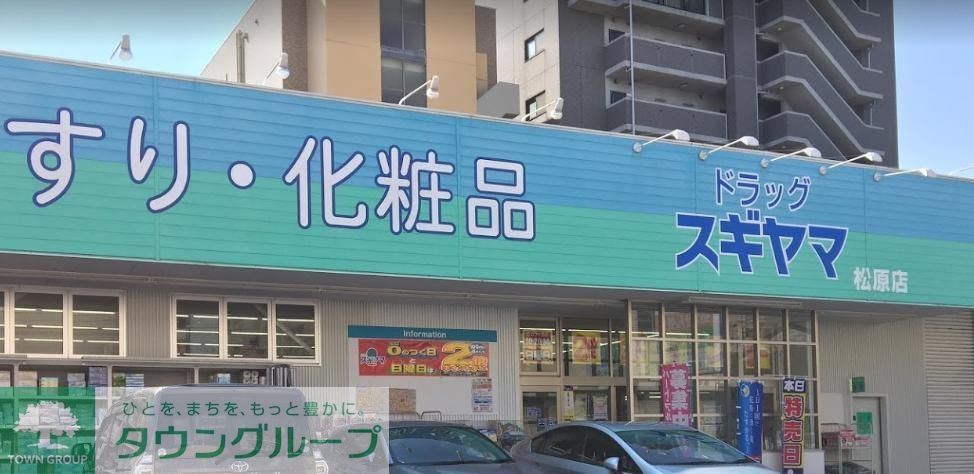 すり・化粧品
ドラッグ
スギヤマ
松原店
Information
0のつく日
と
日曜日は
2倍
募集中
本日
特売日
ひとを、まちを、もっと豊かに。
タウングループ
TOWN GROUP